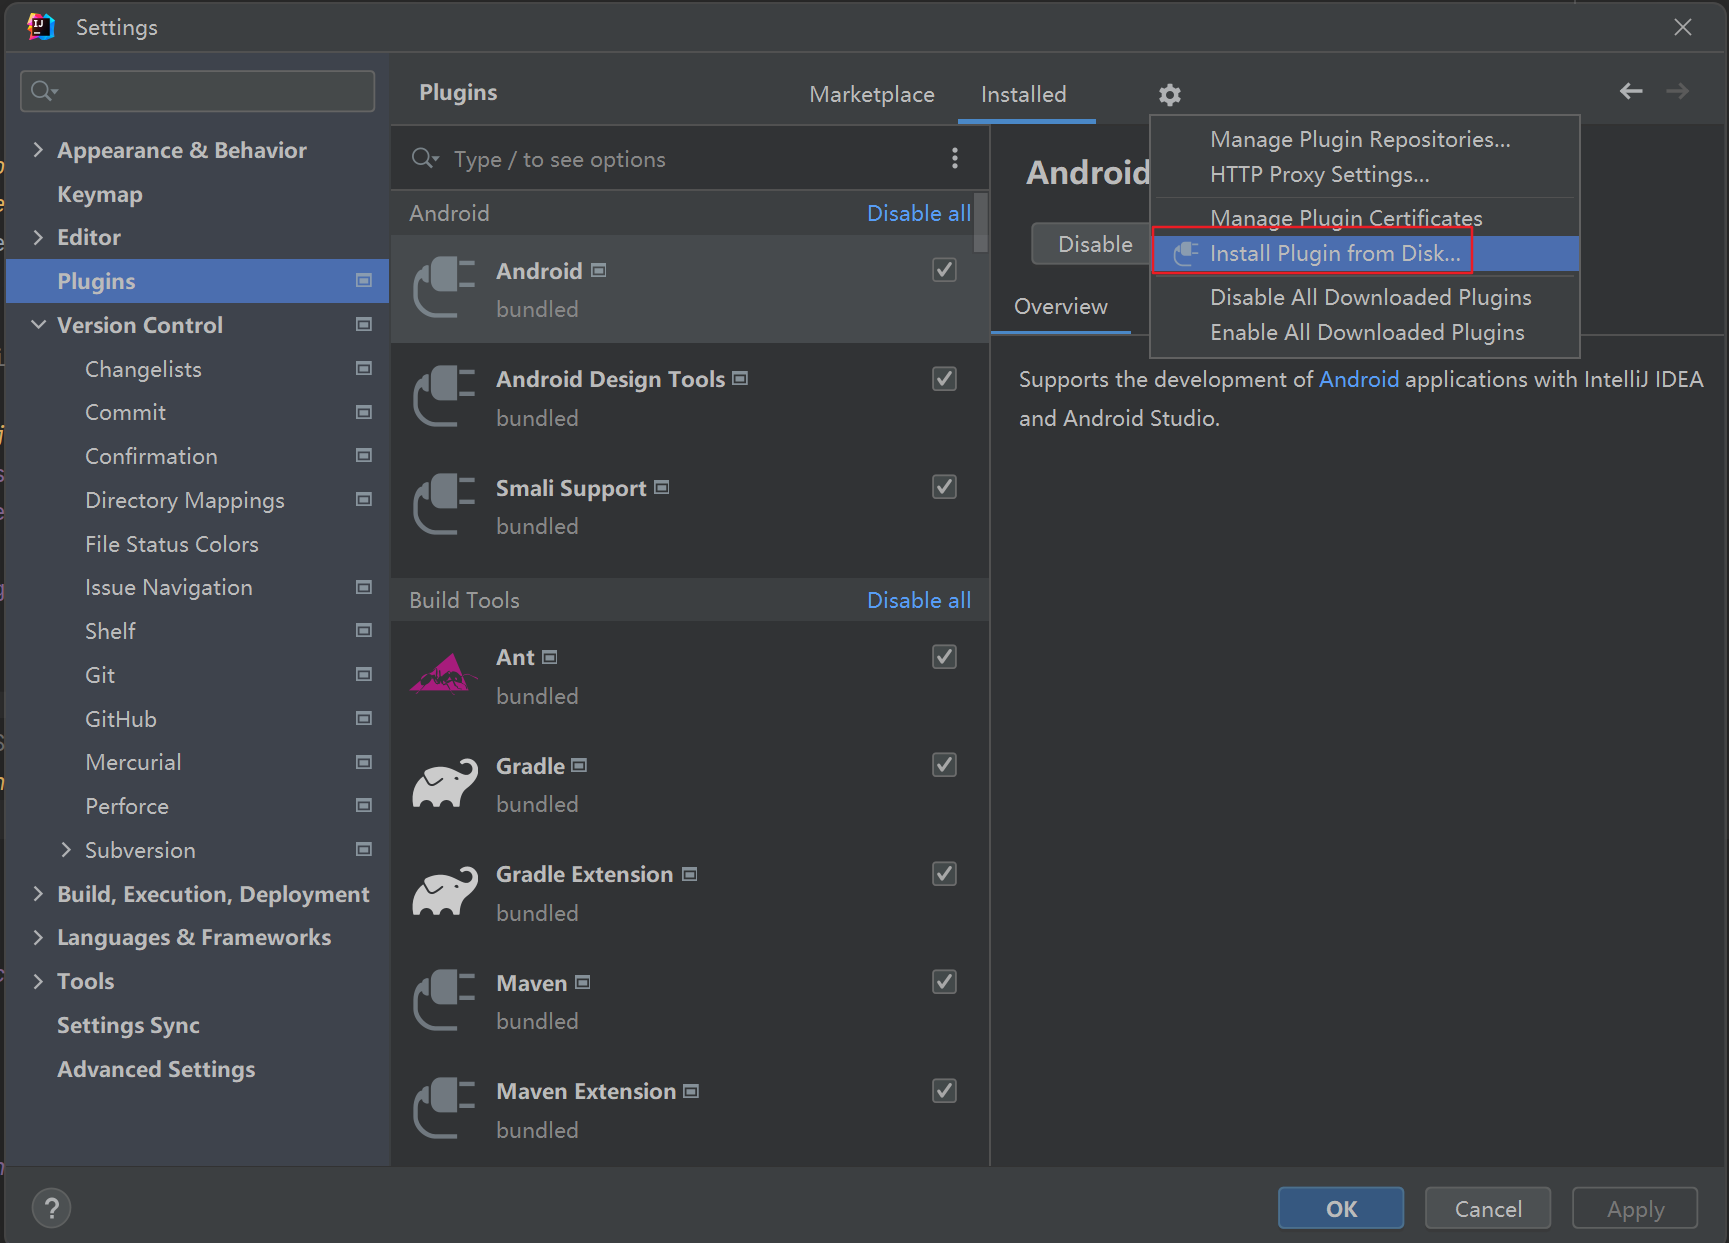 Settings
Appearance & Behavior
Keymap
Editor
Plugins
Version Control
Changelists
Commit
Confirmation
Directory Mappings
File Status Colors
Issue Navigation
Shelf
Git
GitHub
Mercurial
Perforce
Subversion
Build, Execution, Deployment
Languages & Frameworks
Tools
Settings Sync
Advanced Settings
Plugins
Marketplace
Installed
Type / to see options
Android
Disable all
Android
bundled
Android Design Tools
bundled
Smali Support
bundled
Build Tools
Disable all
Ant
bundled
Gradle
bundled
Gradle Extension
bundled
Maven
bundled
Maven Extension
bundled
Android
Disable
Overview
Manage Plugin Repositories...
HTTP Proxy Settings...
Manage Plugin Certificates
Install Plugin from Disk...
Disable All Downloaded Plugins
Enable All Downloaded Plugins
Supports the development of Android applications with IntelliJ IDEA
and Android Studio.
?
OK
Cancel
Apply